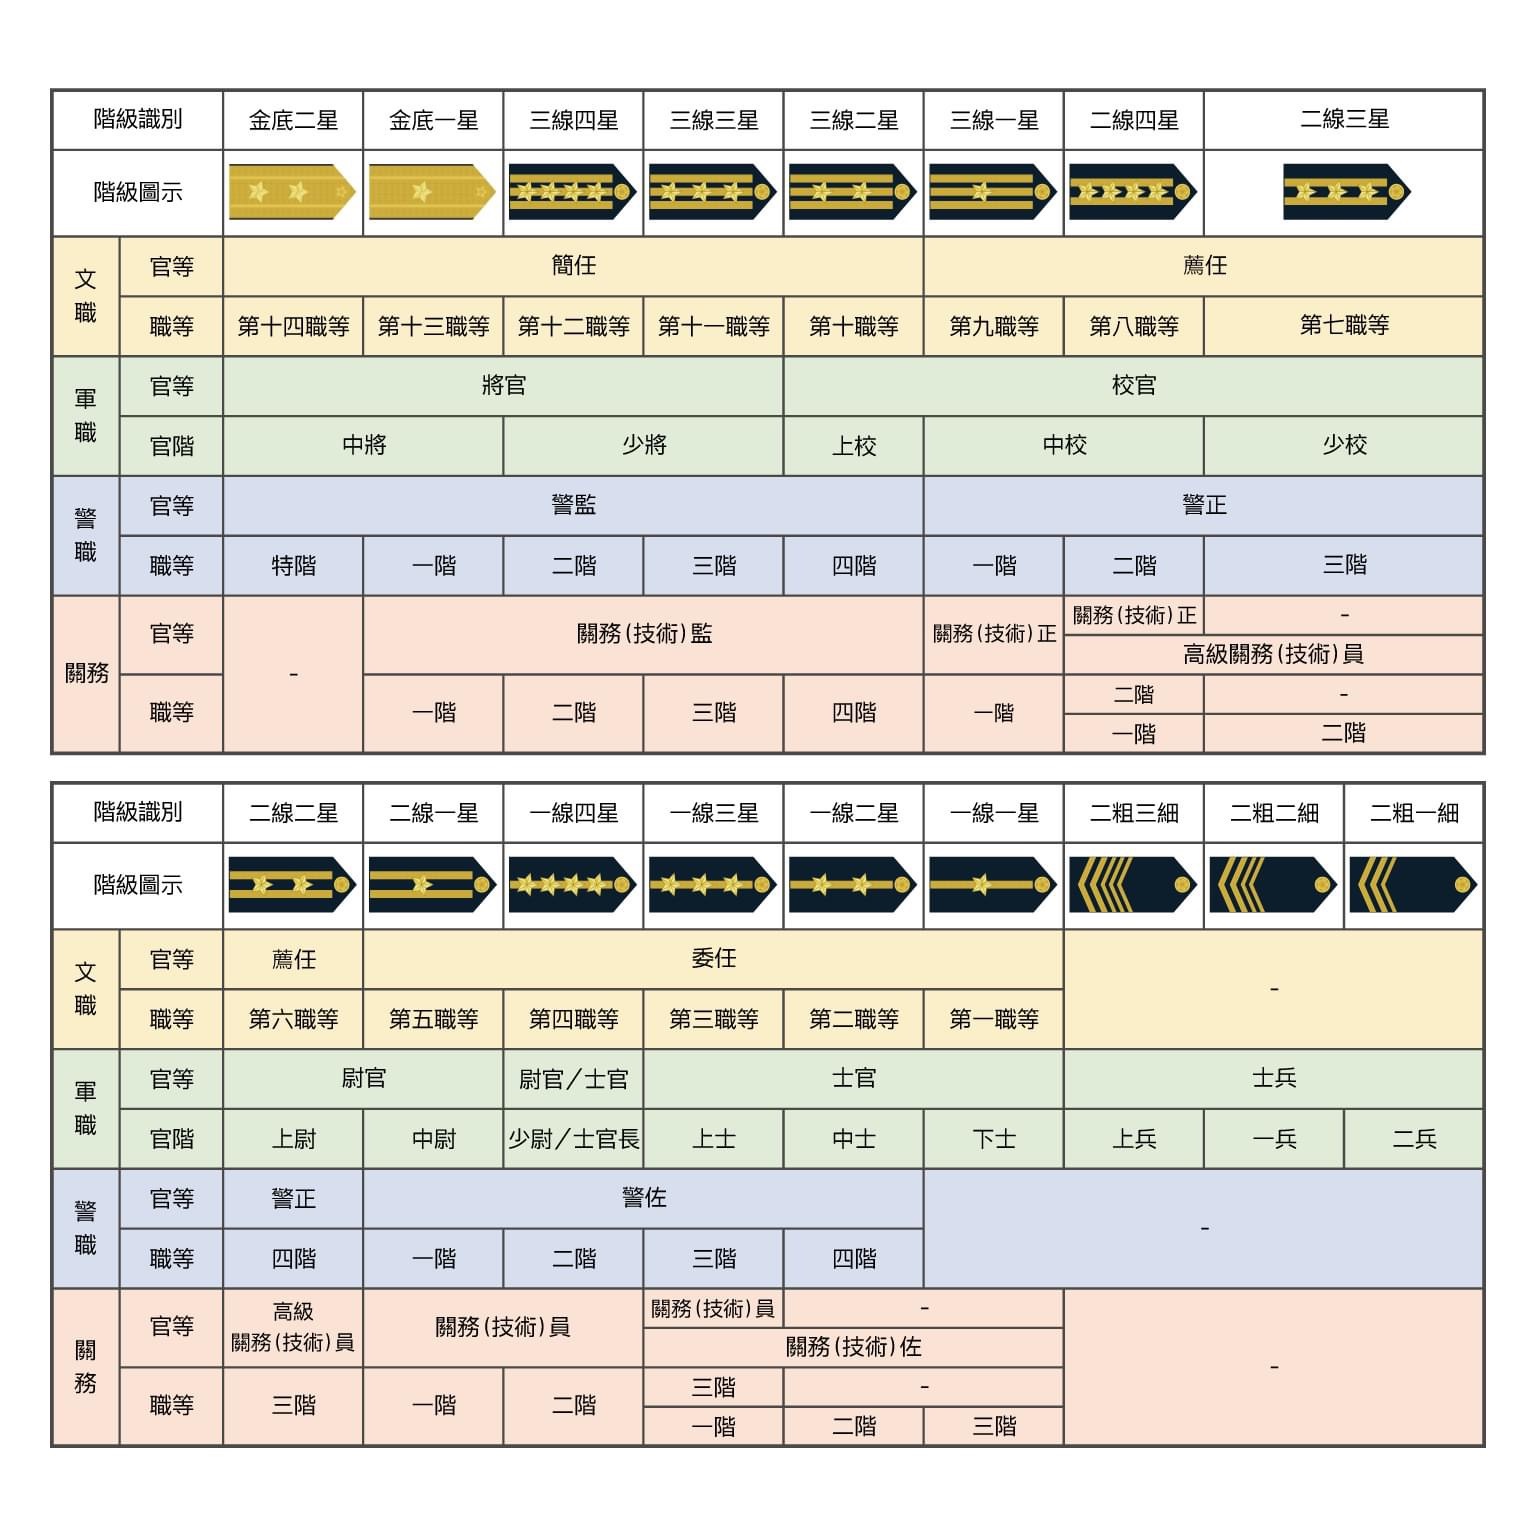 階級識別 金底二星 金底一星 三線四星 三線三星 三線二星 三線一星 二線四星 二線三星
階級圖示
文職 官等 簡任 薦任
職等 第十四職等 第十三職等 第十二職等 第十一職等 第十職等 第九職等 第八職等 第七職等
軍職 官等 將官 校官
官階 中將 少將 上校 中校 少校
警職 官等 警監 警正
職等 特階 一階 二階 三階 四階 一階 二階 三階
關務 官等 - 關務(技術)監 關務(技術)正 關務(技術)正 -
高級關務(技術)員
職等 一階 二階 三階 四階 一階 二階 -
一階 二階
階級識別 二線二星 二線一星 一線四星 一線三星 一線二星 一線一星 二粗三細 二粗二細 二粗一細
階級圖示
文職 官等 薦任 委任 -
職等 第六職等 第五職等 第四職等 第三職等 第二職等 第一職等
軍職 官等 尉官 尉官／士官 士官 士兵
官階 上尉 中尉 少尉／士官長 上士 中士 下士 上兵 一兵 二兵
警職 官等 警正 警佐 -
職等 四階 一階 二階 三階 四階
關務 官等 高級 關務(技術)員 關務(技術)員 關務(技術)員 -
關務(技術)佐 -
職等 三階 一階 二階 三階 -
一階 二階 三階